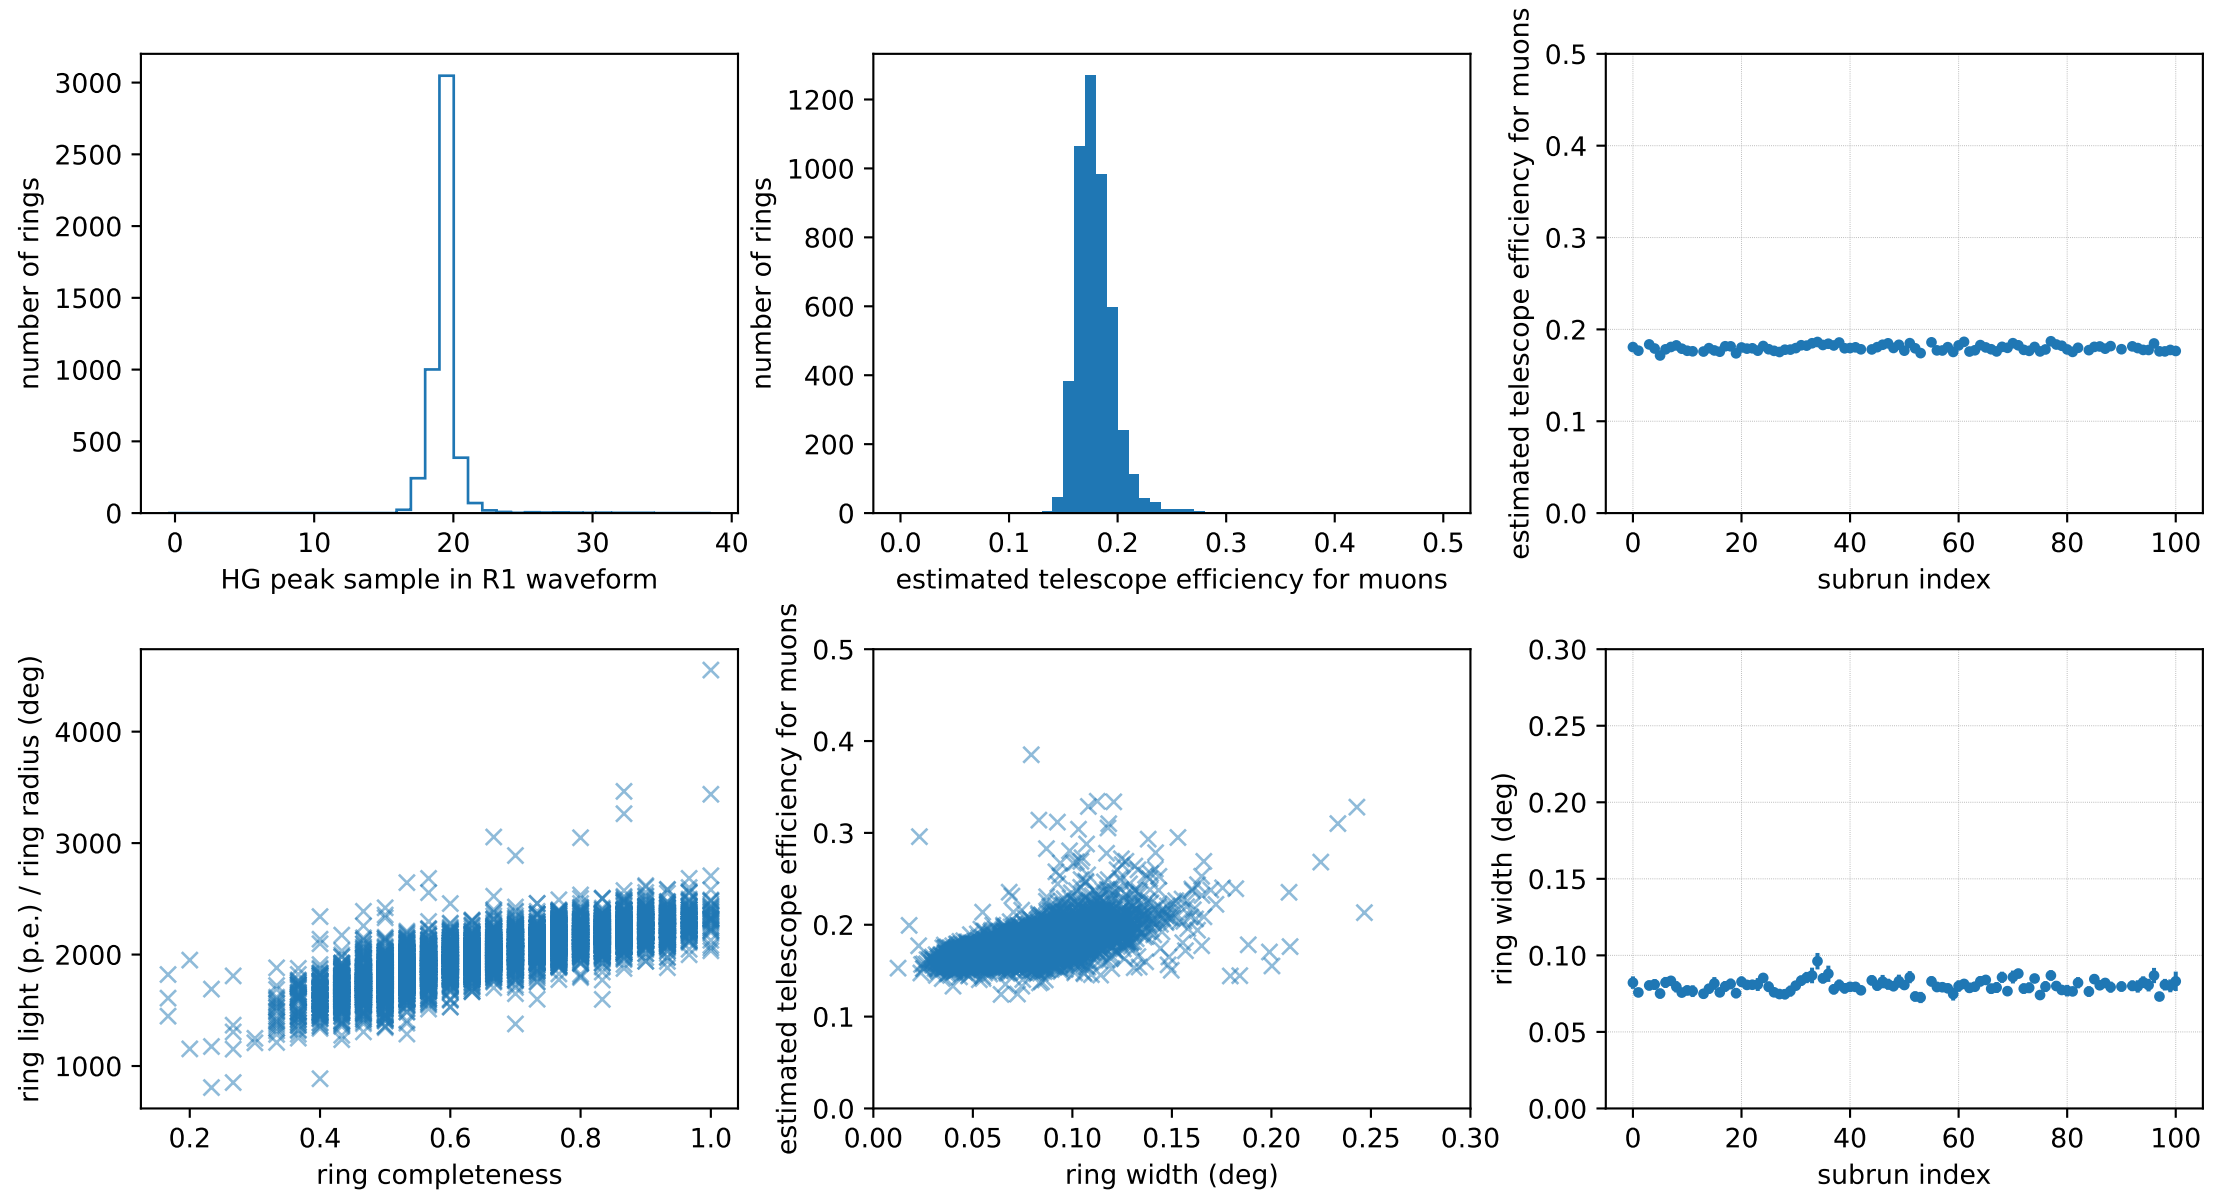 3000
2500
2000
1500
1000
500
0
number of rings
0 10 20 30 40
HG peak sample in R1 waveform
1200
1000
800
600
400
200
0
number of rings
0.0 0.1 0.2 0.3 0.4 0.5
estimated telescope efficiency for muons
0.5
0.4
0.3
0.2
0.1
0.0
estimated telescope efficiency for muons
0 20 40 60 80 100
subrun index
4000
3000
2000
1000
ring light (p.e.) / ring radius (deg)
0.2 0.4 0.6 0.8 1.0
ring completeness
0.5
0.4
0.3
0.2
0.1
0.0
estimated telescope efficiency for muons
0.00 0.05 0.10 0.15 0.20 0.25 0.30
ring width (deg)
0.30
0.25
0.20
0.15
0.10
0.05
0.00
ring width (deg)
0 20 40 60 80 100
subrun index